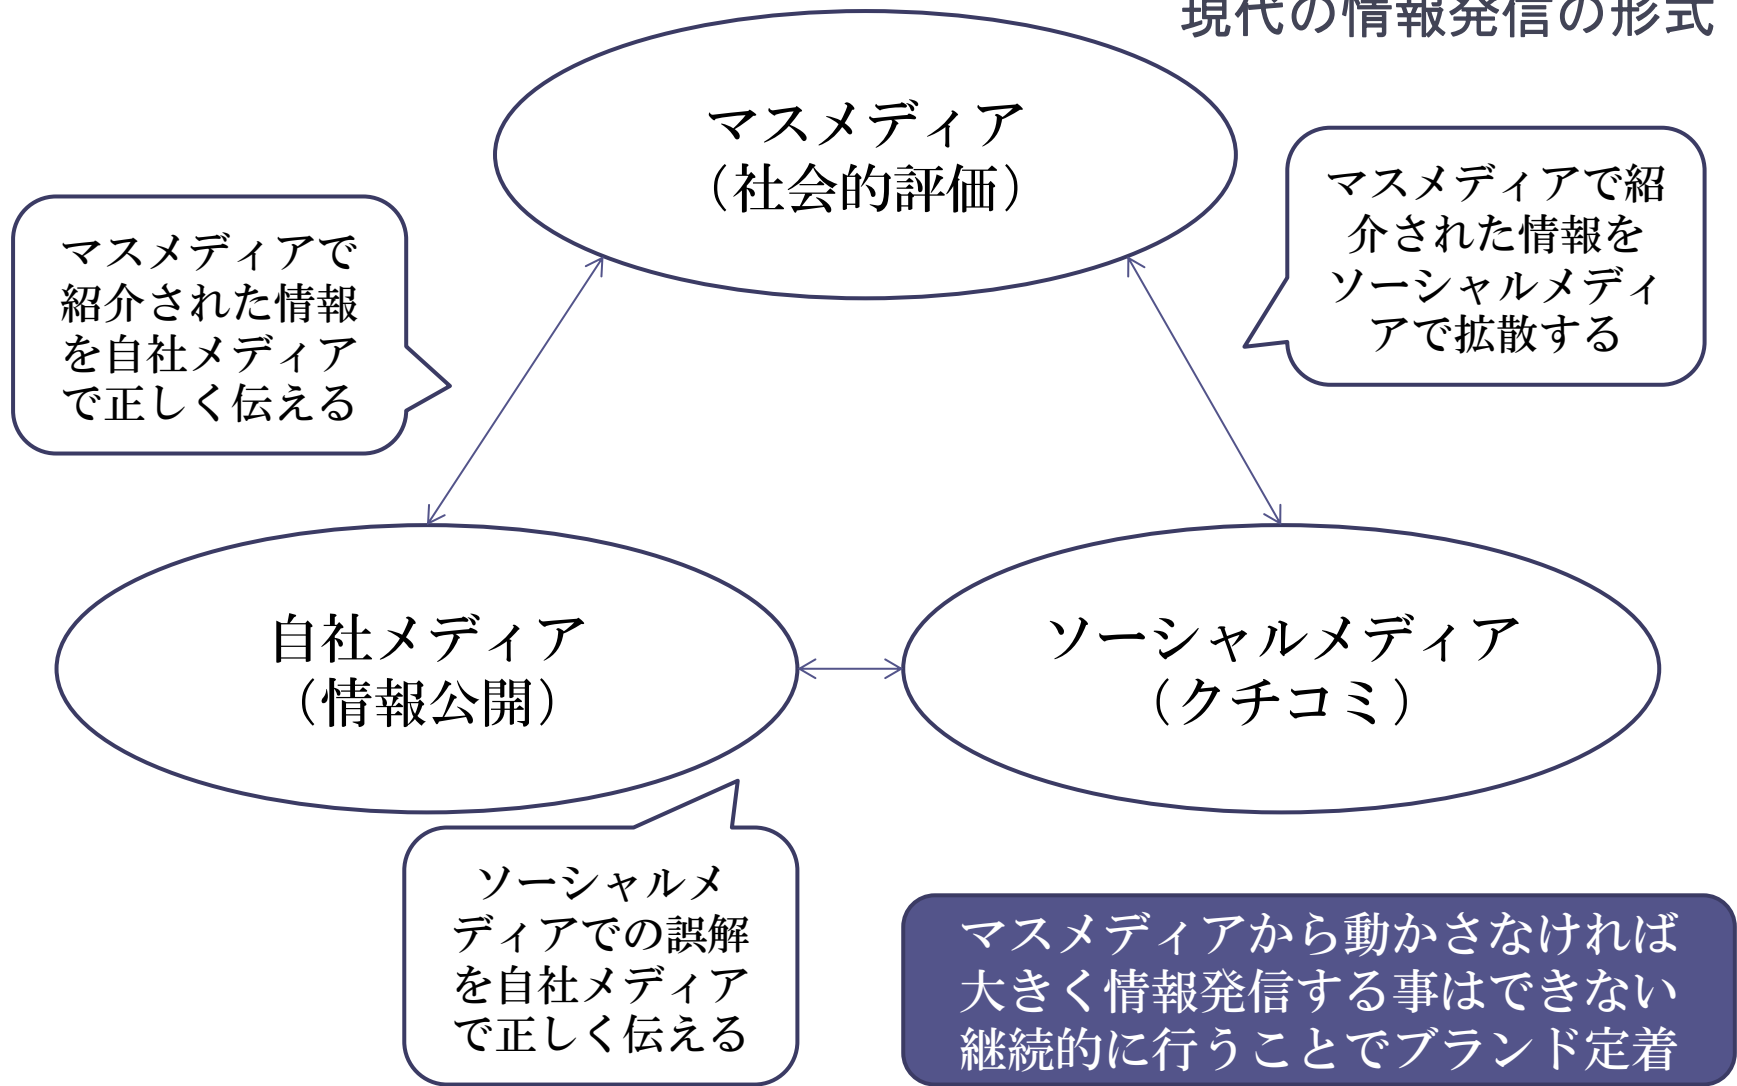 現代の情報発信の形式
マスメディア
（社会的評価）
マスメディアで
紹介された情報
を自社メディア
で正しく伝える
マスメディアで紹
介された情報を
ソーシャルメディ
アで拡散する
自社メディア
（情報公開）
ソーシャルメディア
（クチコミ）
ソーシャルメ
ディアでの誤解
を自社メディア
で正しく伝える
マスメディアから動かさなければ
大きく情報発信する事はできない
継続的に行うことでブランド定着